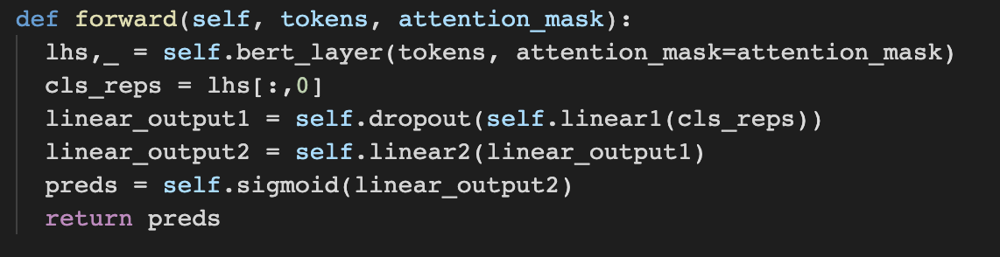 def forward(self, tokens, attention_mask):
  lhs,_ = self.bert_layer(tokens, attention_mask=attention_mask)
  cls_reps = lhs[:,0]
  linear_output1 = self.dropout(self.linear1(cls_reps))
  linear_output2 = self.linear2(linear_output1)
  preds = self.sigmoid(linear_output2)
  return preds